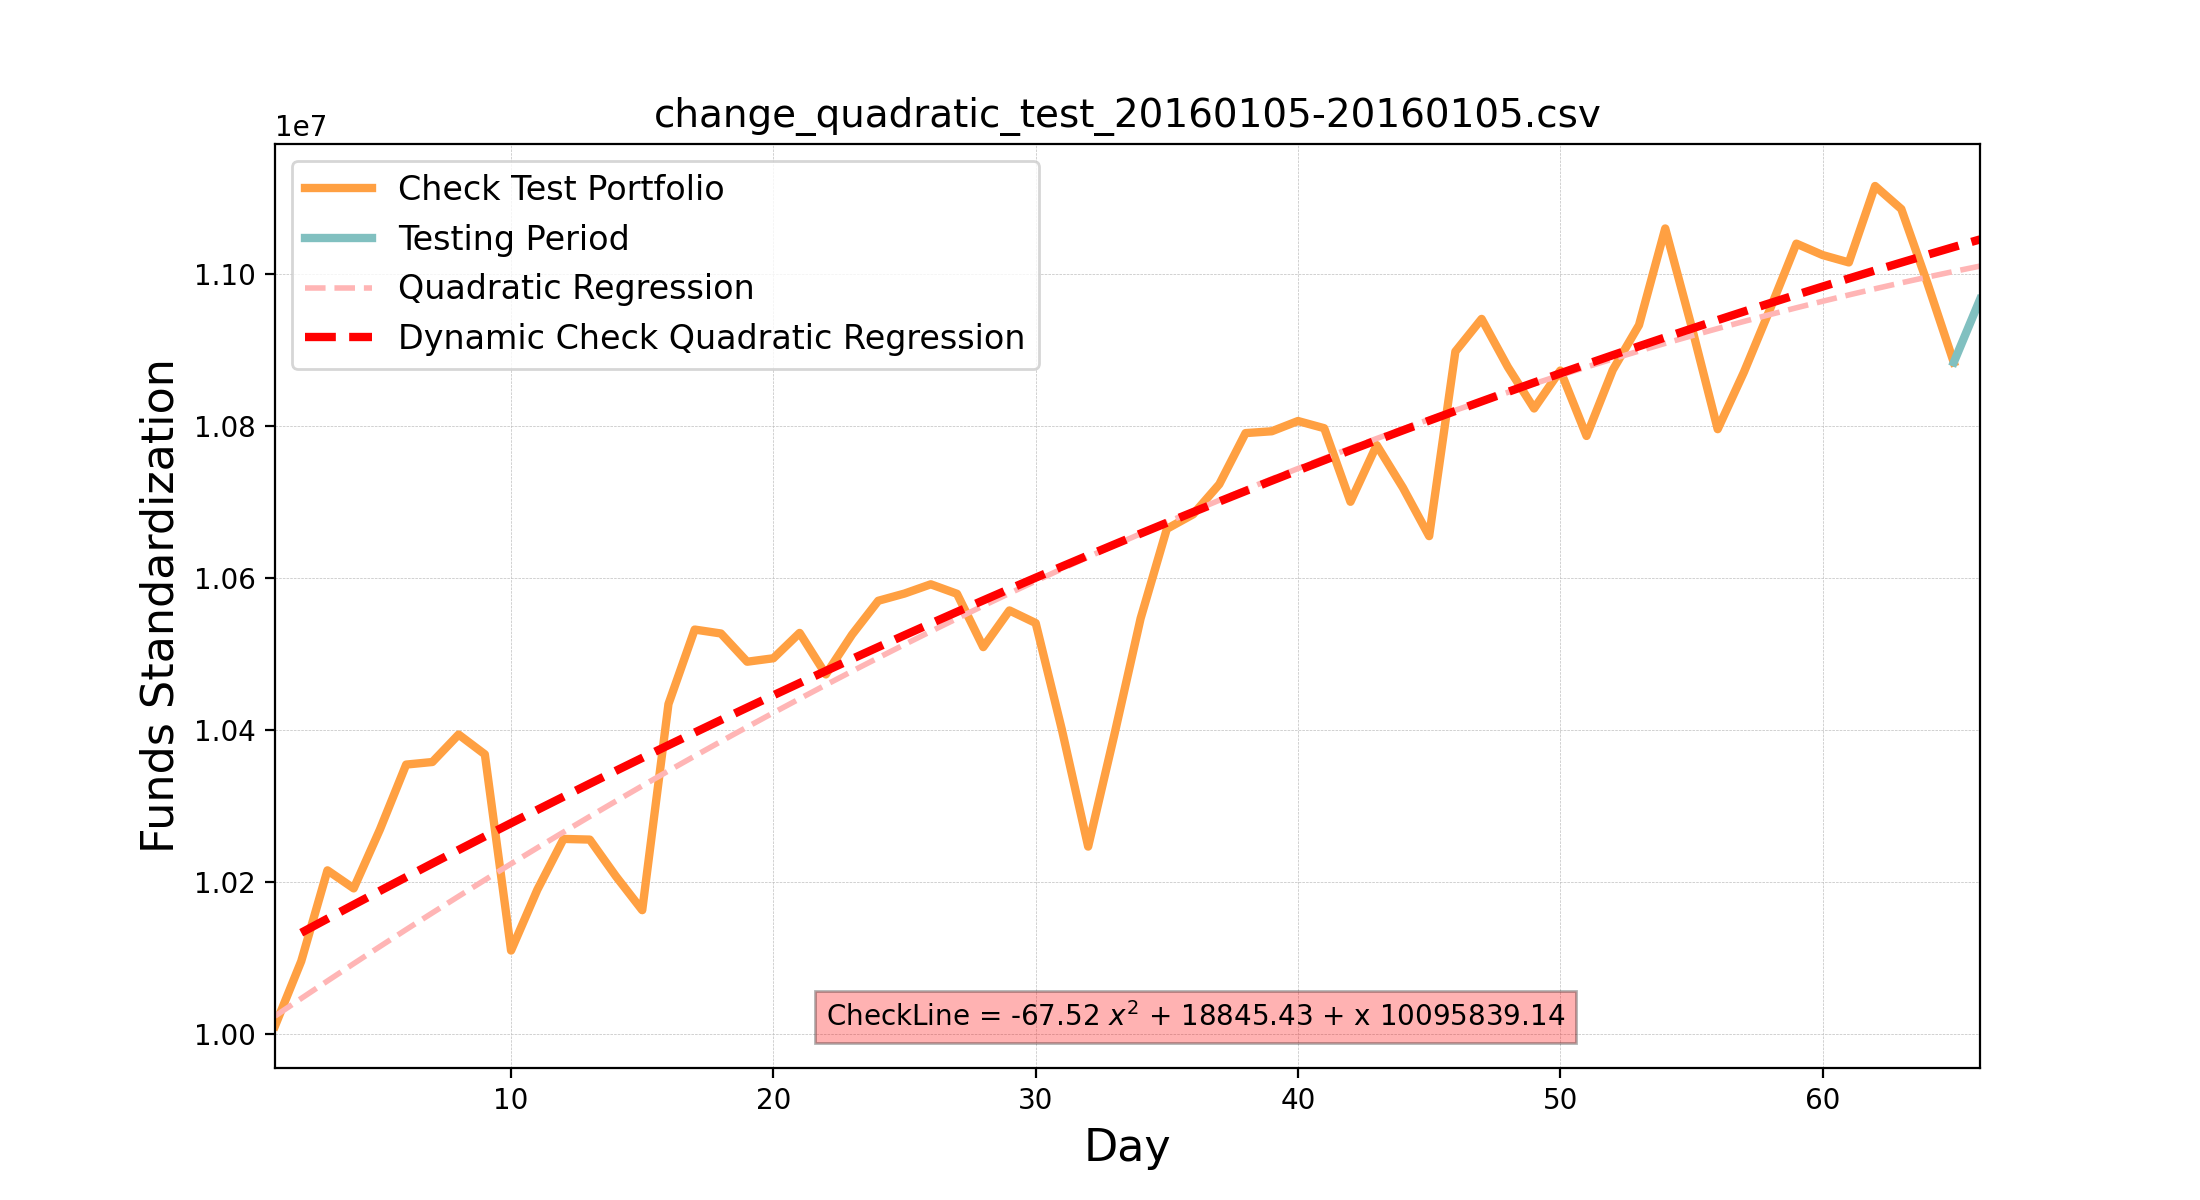 change_quadratic_test_20160105-20160105.csv
1e7
Check Test Portfolio
Testing Period
Quadratic Regression
Dynamic Check Quadratic Regression
1.10
1.08
1.06
1.04
1.02
1.00
Funds Standardization
CheckLine = -67.52 x² + 18845.43 + x 10095839.14
10 20 30 40 50 60
Day